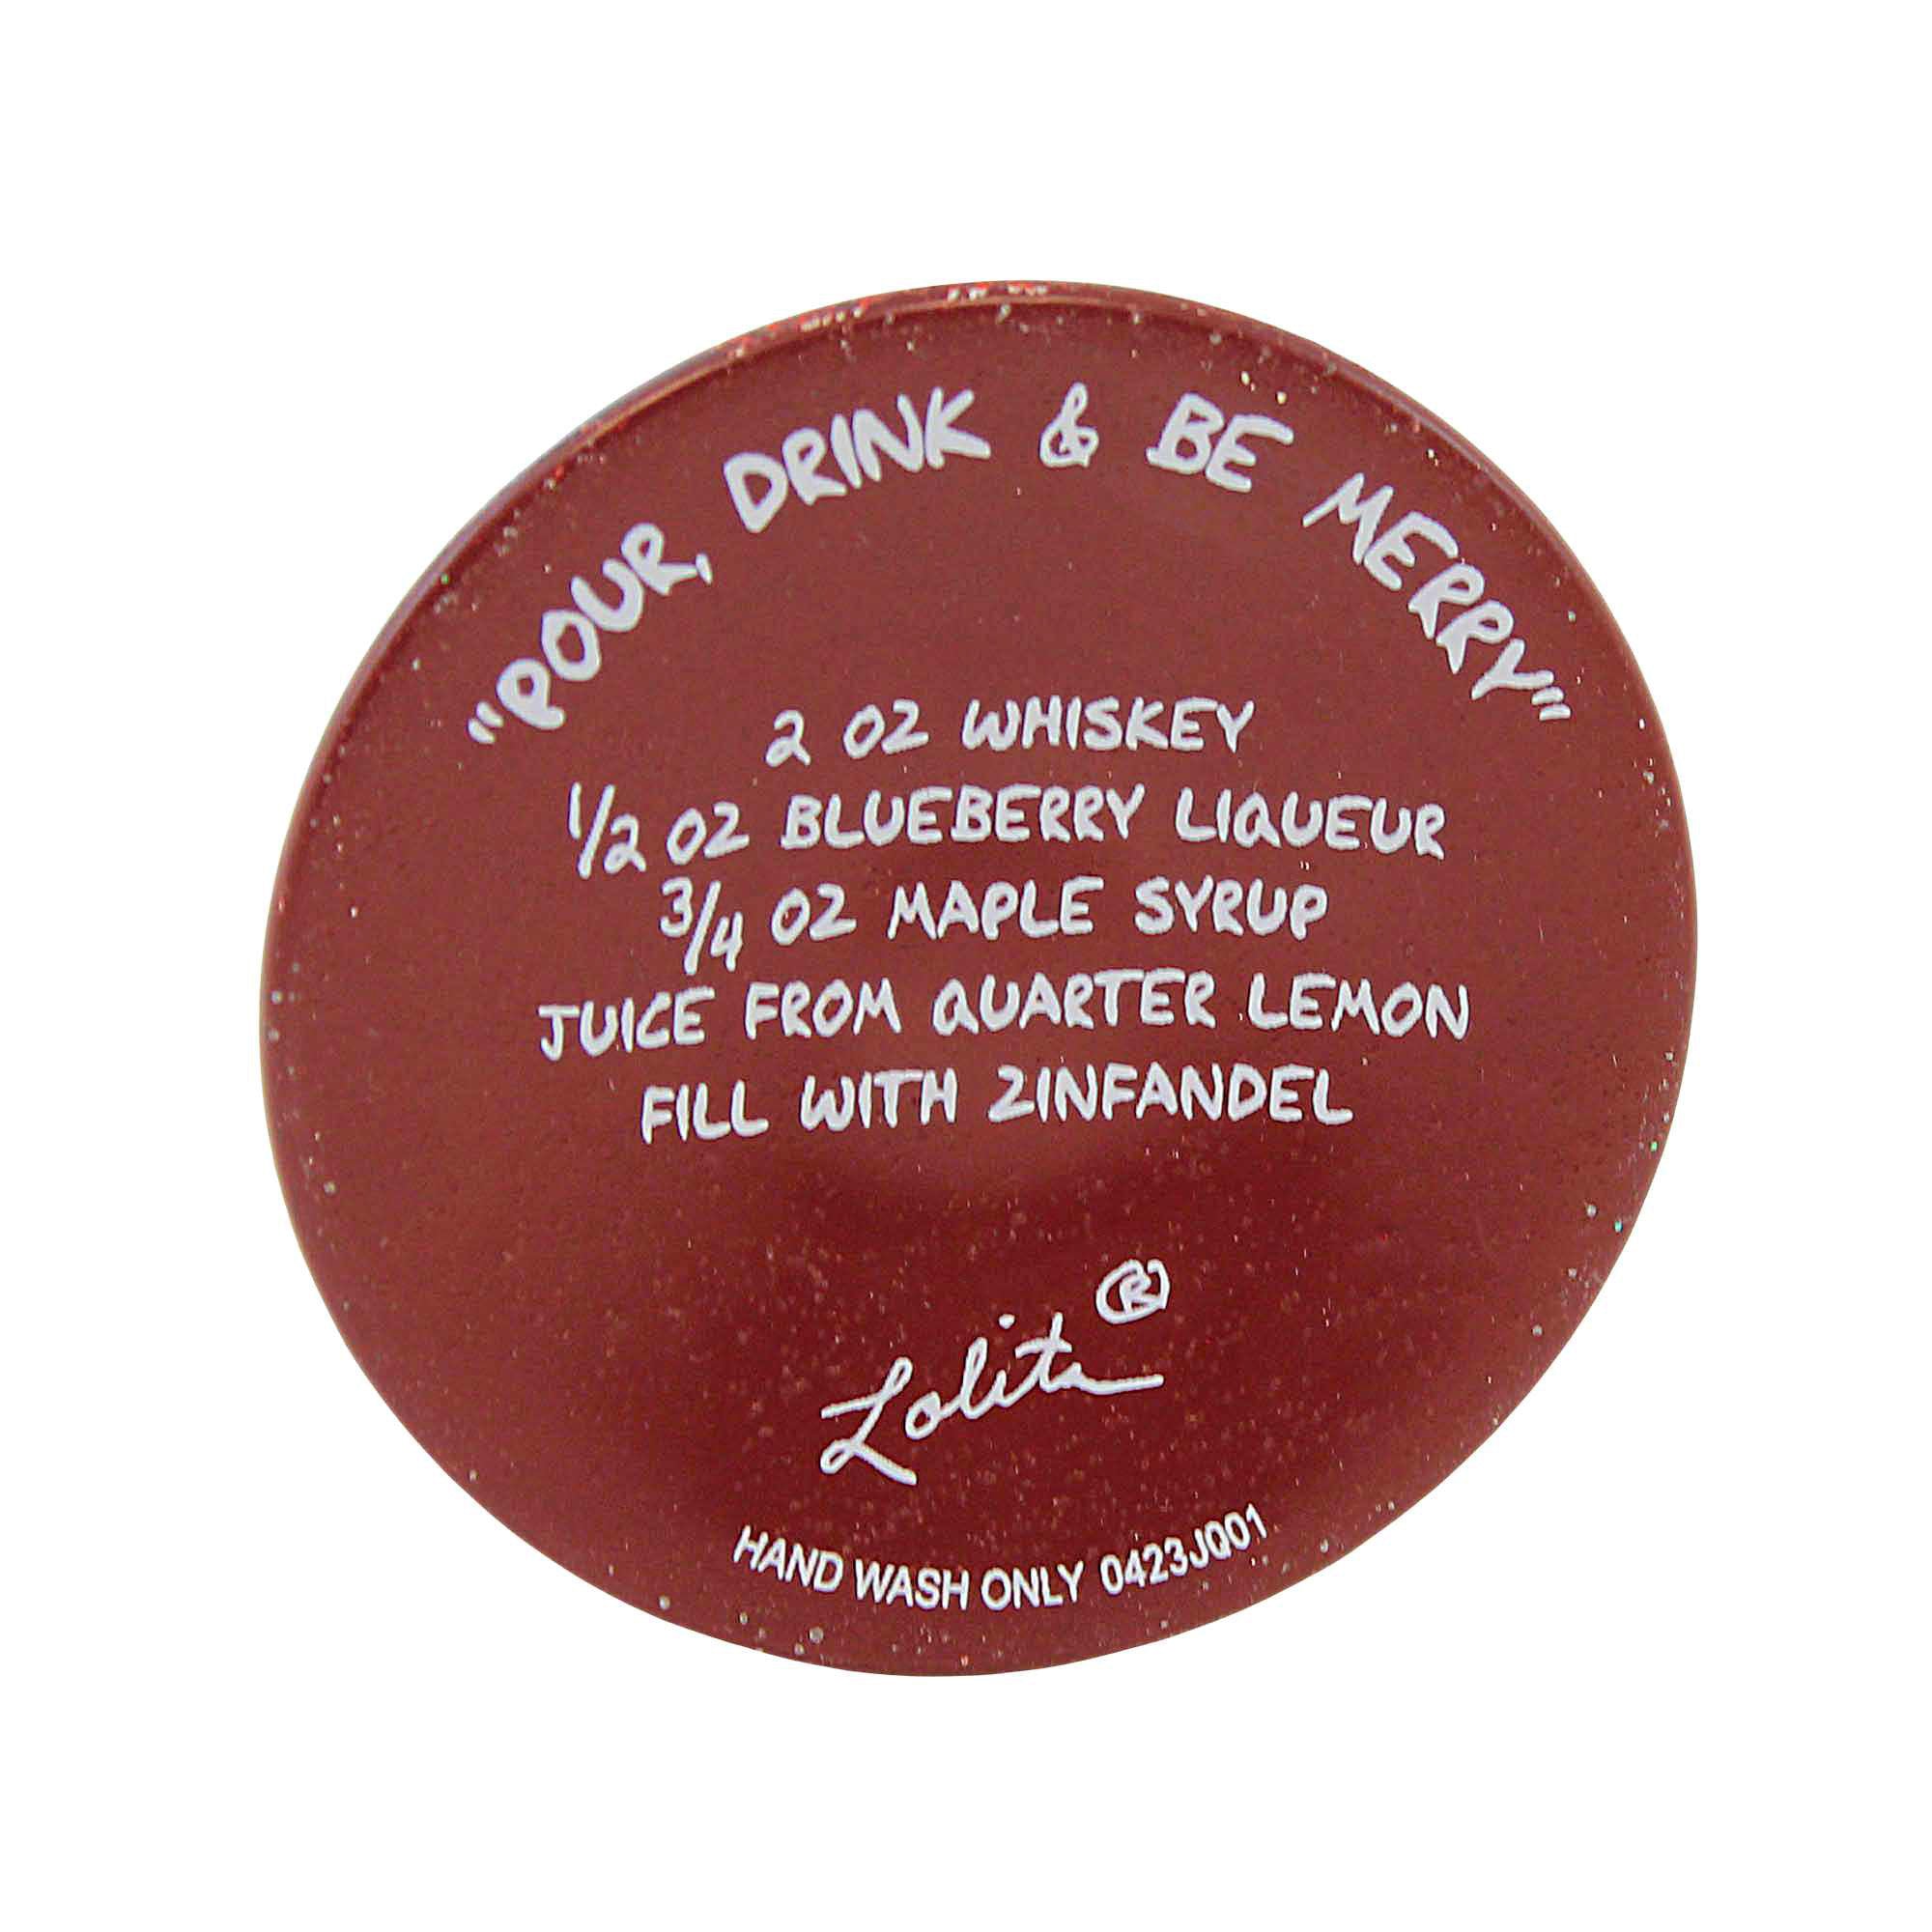 "POUR, DRINK & BE MERRY"
2 OZ WHISKEY
1/2 OZ BLUEBERRY LIQUEUR
3/4 OZ MAPLE SYRUP
JUICE FROM QUARTER LEMON
FILL WITH ZINFANDEL
Lolita®
HAND WASH ONLY 0423JQ01